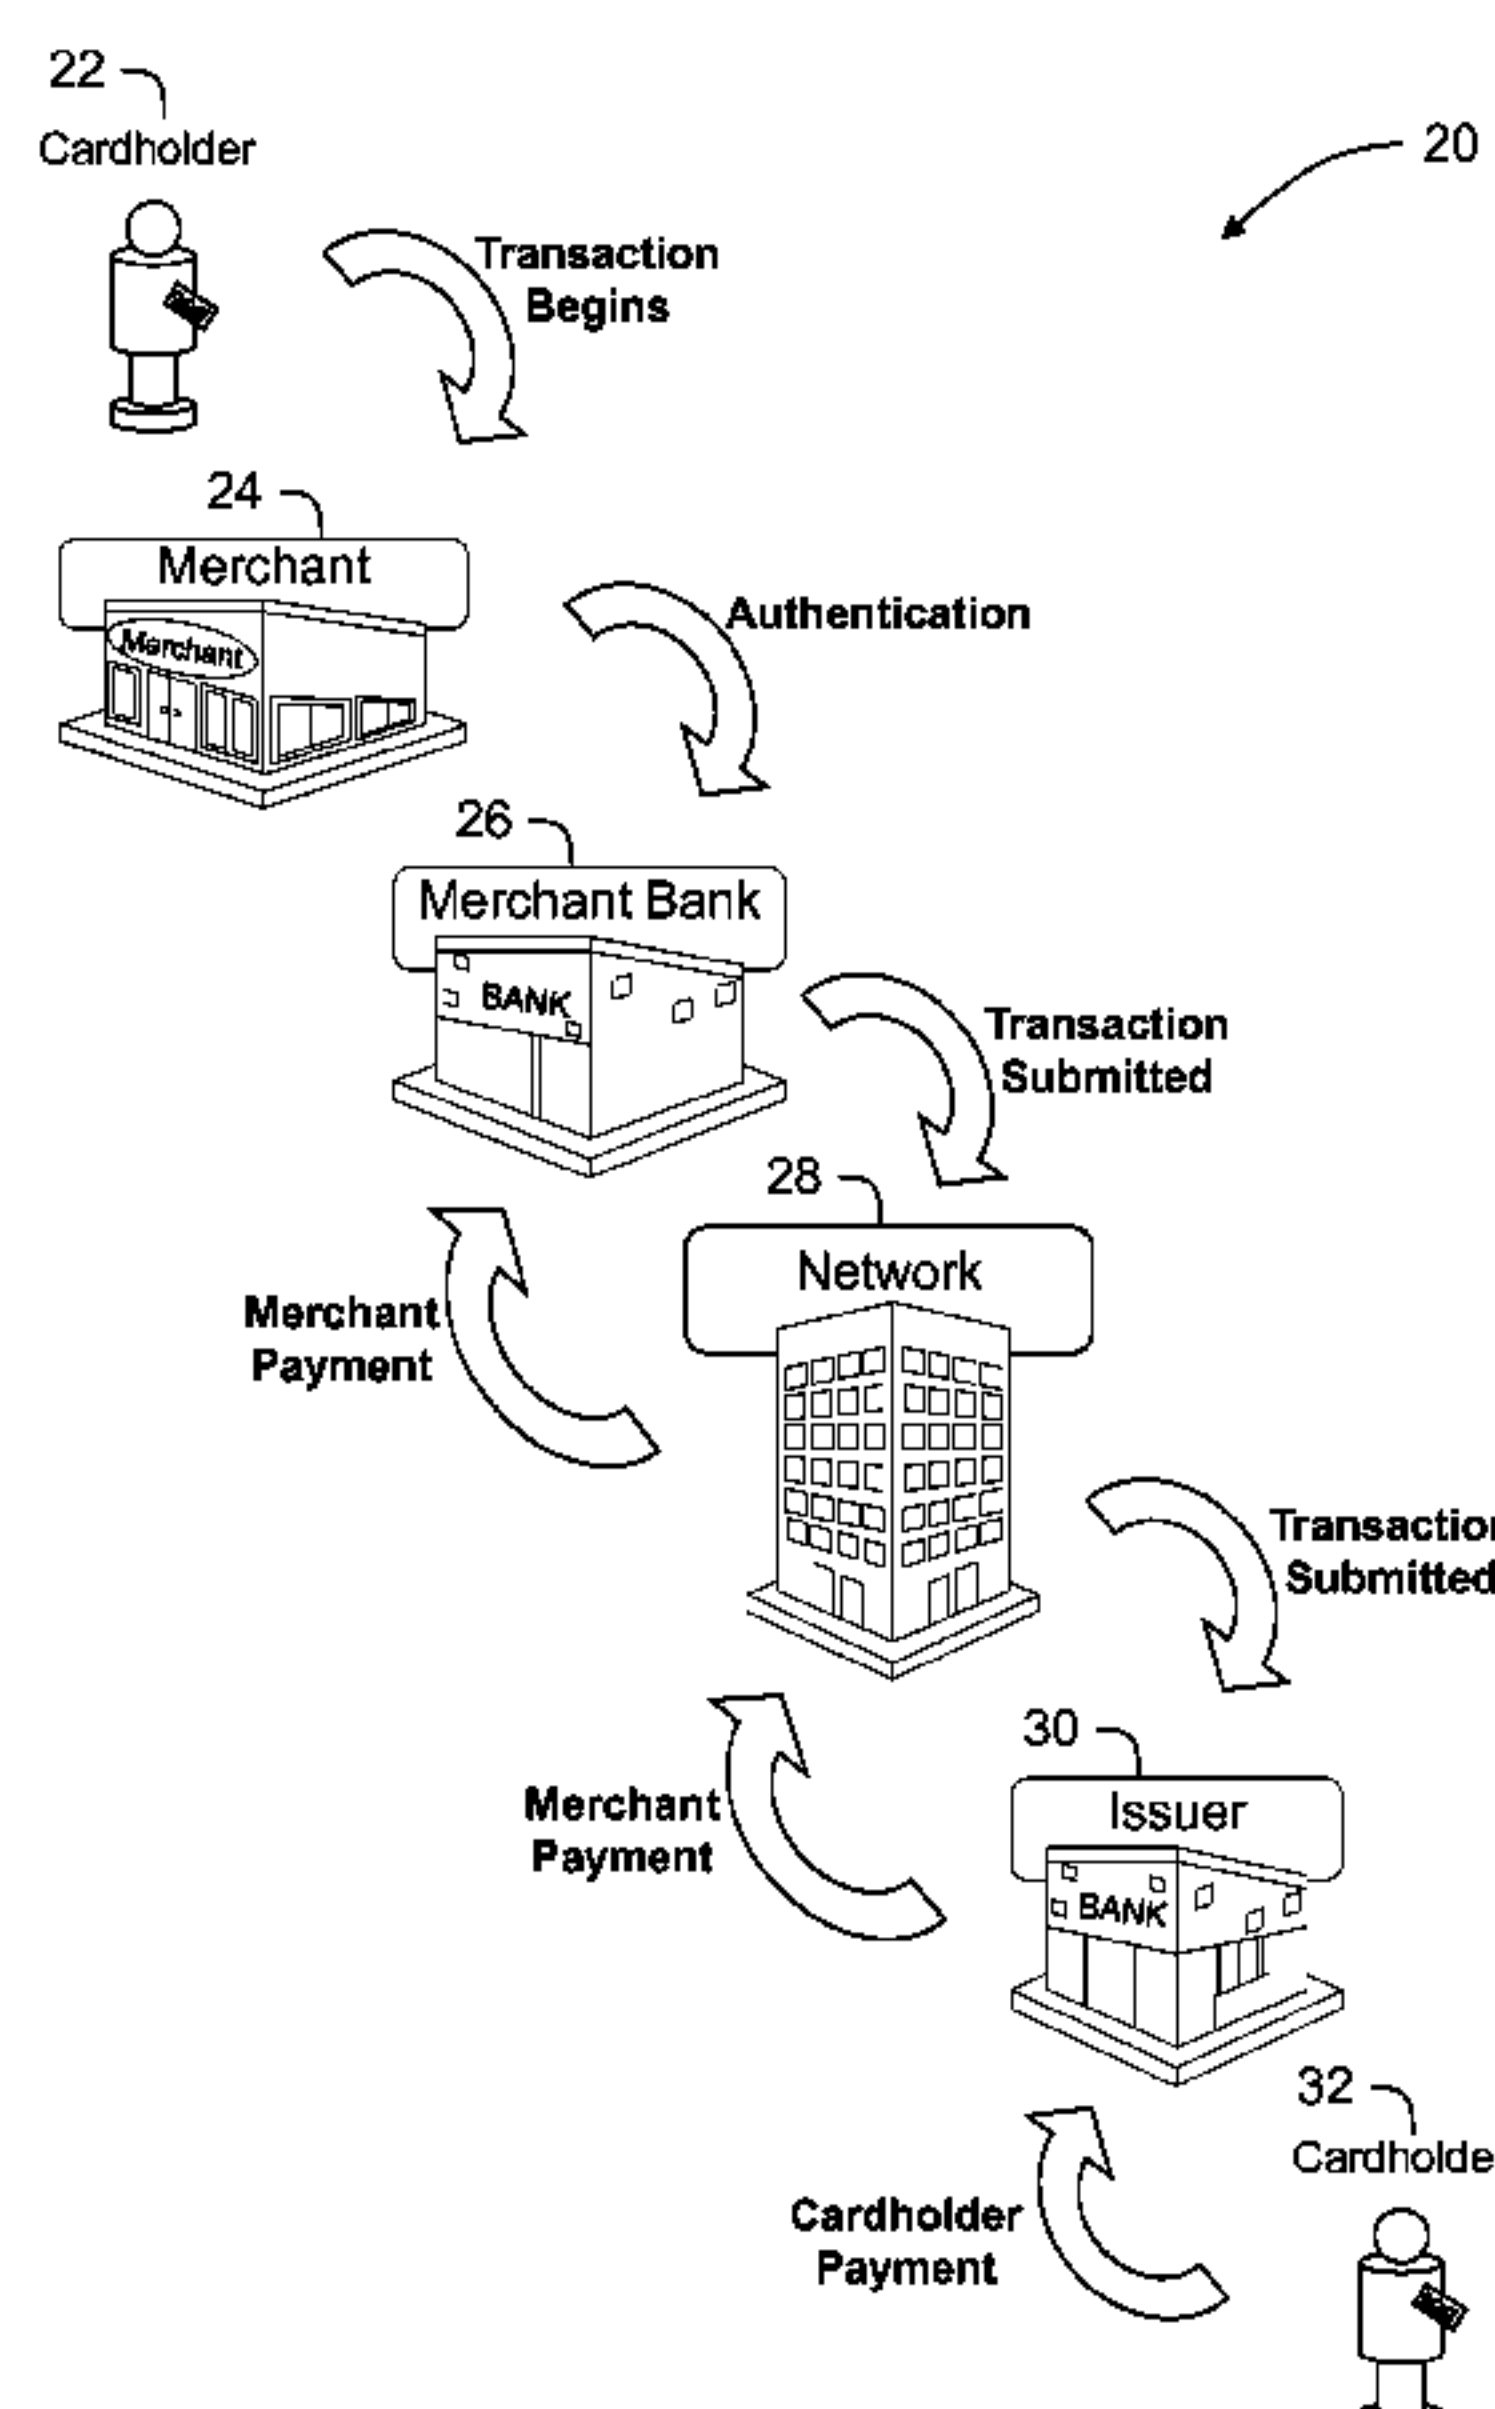 22
Cardholder
20
Transaction
Begins
24
Merchant
Merchant
Authentication
26
Merchant Bank
BANK
Transaction
Submitted
28
Network
Merchant
Payment
Transaction
Submitted
30
Issuer
BANK
Merchant
Payment
32
Cardholde
Cardholder
Payment